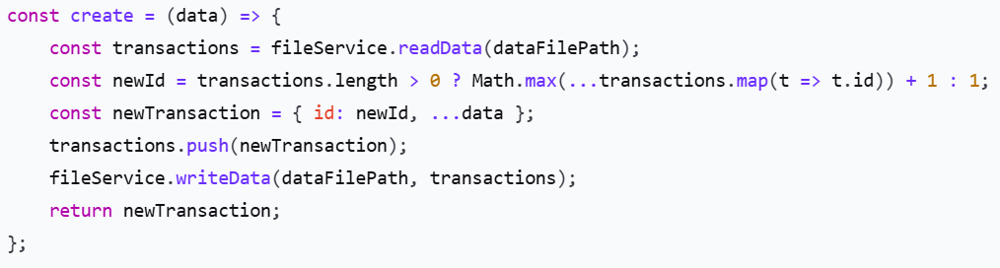 const create = (data) => {
    const transactions = fileService.readData(dataFilePath);
    const newId = transactions.length > 0 ? Math.max(...transactions.map(t => t.id)) + 1 : 1;
    const newTransaction = { id: newId, ...data };
    transactions.push(newTransaction);
    fileService.writeData(dataFilePath, transactions);
    return newTransaction;
};